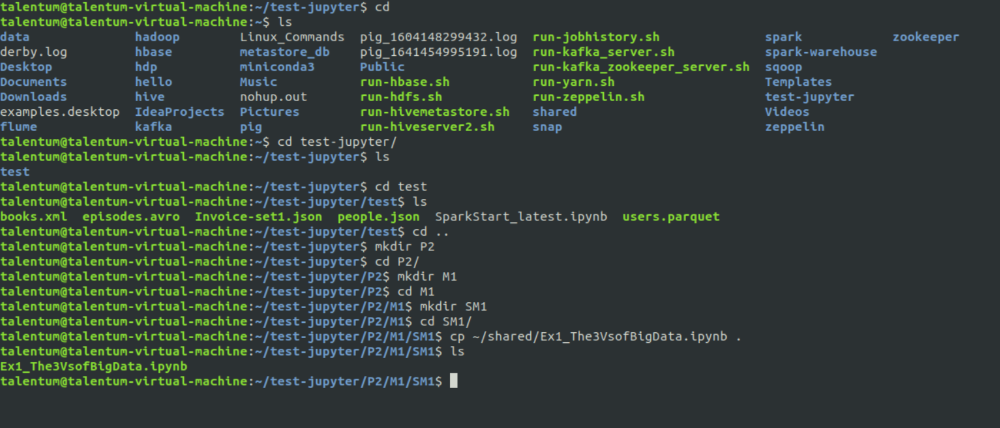 talentum@talentum-virtual-machine:~/test-jupyter$ cd
talentum@talentum-virtual-machine:~$ ls
data hadoop Linux_Commands pig_1604148299432.log run-jobhistory.sh spark zookeeper
derby.log hbase metastore_db pig_1641454995191.log run-kafka_server.sh spark-warehouse
Desktop hdp miniconda3 Public run-kafka_zookeeper_server.sh sqoop
Documents hello Music run-hbase.sh run-yarn.sh Templates
Downloads hive nohup.out run-hdfs.sh run-zeppelin.sh test-jupyter
examples.desktop IdeaProjects Pictures run-hivemetastore.sh shared Videos
flume kafka pig run-hiveserver2.sh snap zeppelin
talentum@talentum-virtual-machine:~$ cd test-jupyter/
talentum@talentum-virtual-machine:~/test-jupyter$ ls
test
talentum@talentum-virtual-machine:~/test-jupyter$ cd test
talentum@talentum-virtual-machine:~/test-jupyter/test$ ls
books.xml episodes.avro Invoice-set1.json people.json SparkStart_latest.ipynb users.parquet
talentum@talentum-virtual-machine:~/test-jupyter/test$ cd ..
talentum@talentum-virtual-machine:~/test-jupyter$ mkdir P2
talentum@talentum-virtual-machine:~/test-jupyter$ cd P2/
talentum@talentum-virtual-machine:~/test-jupyter/P2$ mkdir M1
talentum@talentum-virtual-machine:~/test-jupyter/P2$ cd M1
talentum@talentum-virtual-machine:~/test-jupyter/P2/M1$ mkdir SM1
talentum@talentum-virtual-machine:~/test-jupyter/P2/M1$ cd SM1/
talentum@talentum-virtual-machine:~/test-jupyter/P2/M1/SM1$ cp ~/shared/Ex1_The3VsofBigData.ipynb .
talentum@talentum-virtual-machine:~/test-jupyter/P2/M1/SM1$ ls
Ex1_The3VsofBigData.ipynb
talentum@talentum-virtual-machine:~/test-jupyter/P2/M1/SM1$